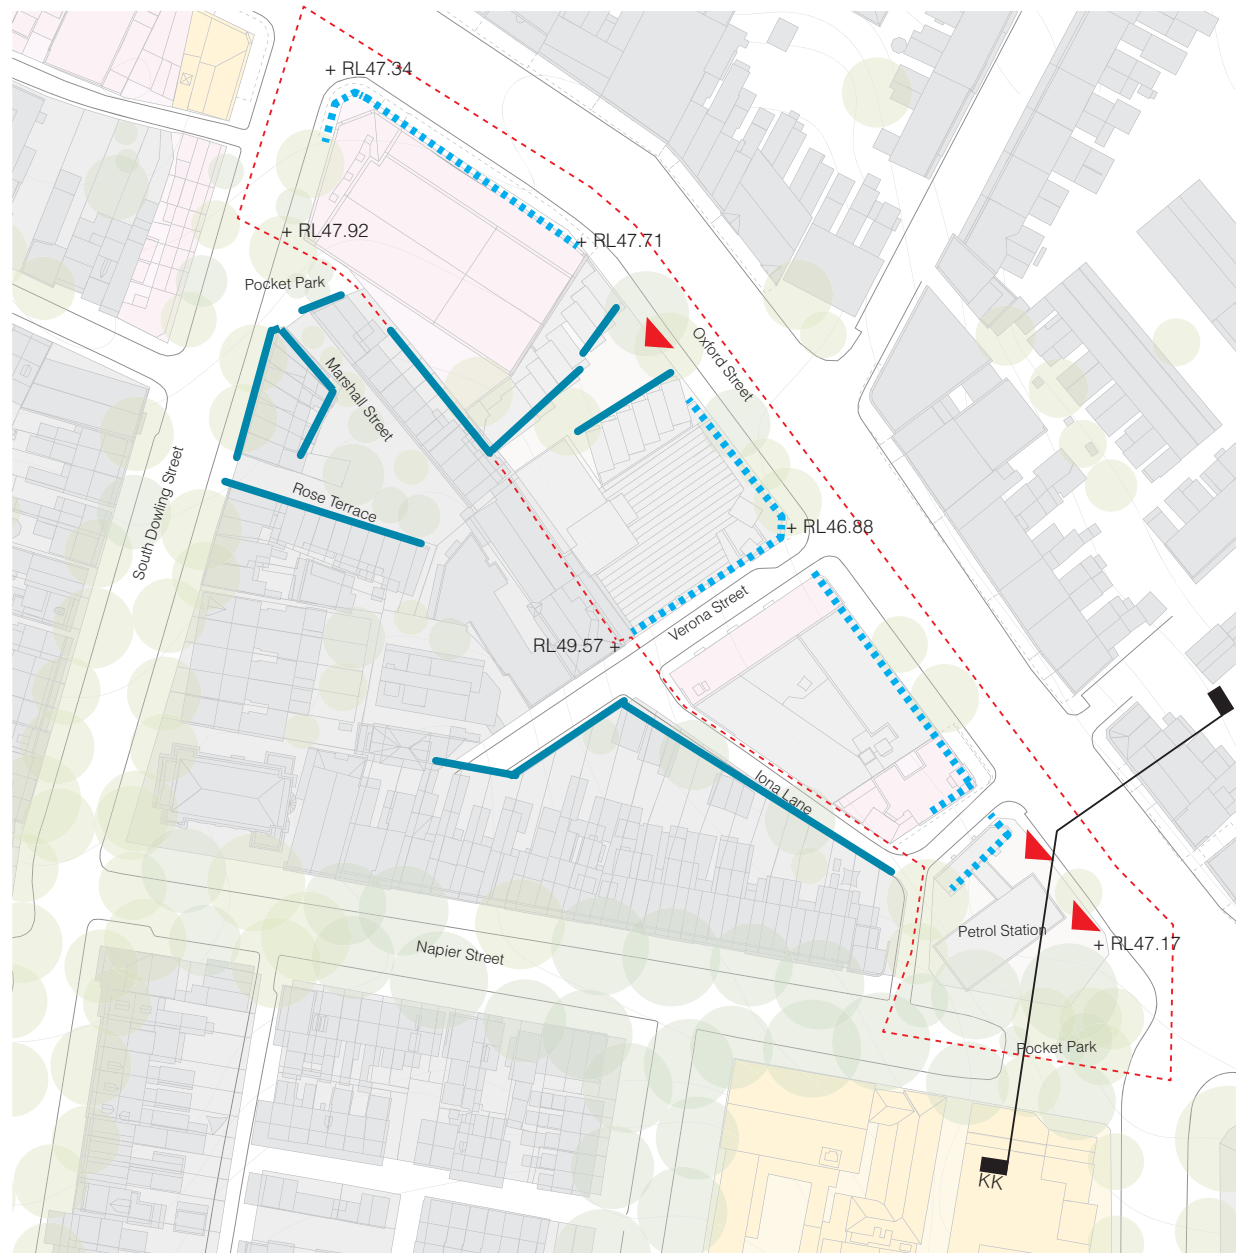 + RL47.34
+ RL47.92
+ RL47.71
Pocket Park
Oxford Street
Marshall Street
South Dowling Street
Rose Terrace
+ RL46.88
Verona Street
RL49.57 +
Iona Lane
Petrol Station
+ RL47.17
Napier Street
Pocket Park
KK